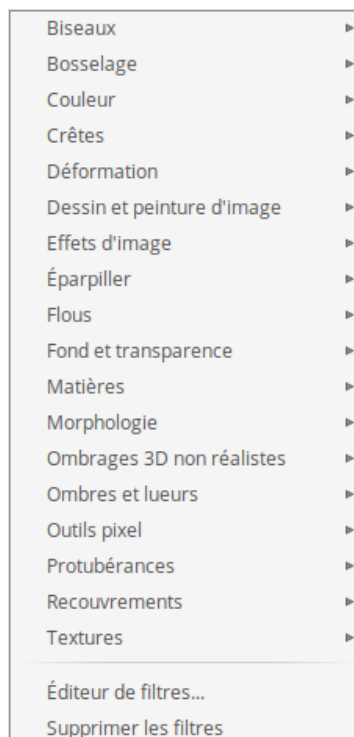 Biseaux
Bosselage
Couleur
Crêtes
Déformation
Dessin et peinture d'image
Effets d'image
Éparpiller
Flous
Fond et transparence
Matières
Morphologie
Ombrages 3D non réalistes
Ombres et lueurs
Outils pixel
Protubérances
Recouvrements
Textures
Éditeur de filtres...
Supprimer les filtres